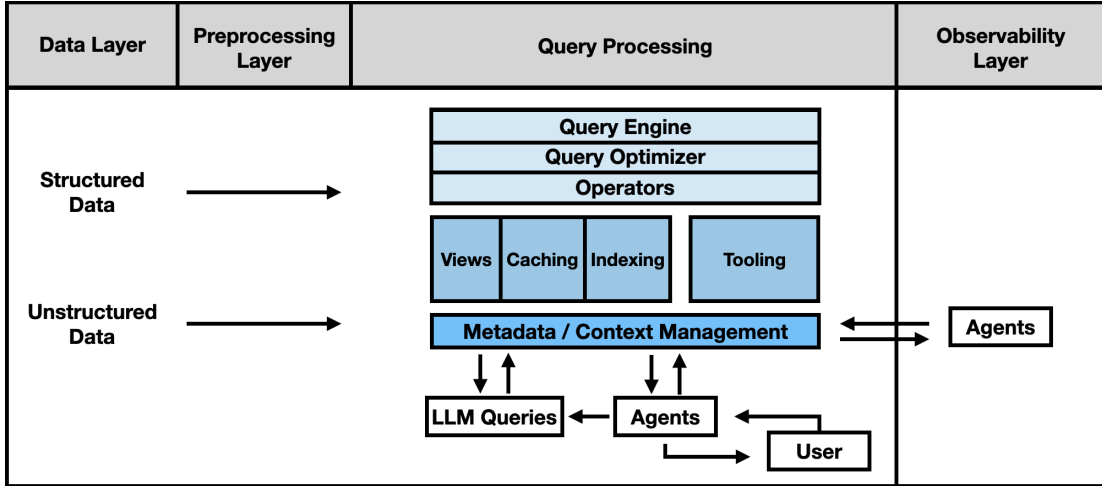 Data Layer
Preprocessing
Layer
Query Processing
Observability
Layer
Structured
Data
Unstructured
Data
Query Engine
Query Optimizer
Operators
Views
Caching
Indexing
Tooling
Metadata / Context Management
LLM Queries
Agents
User
Agents